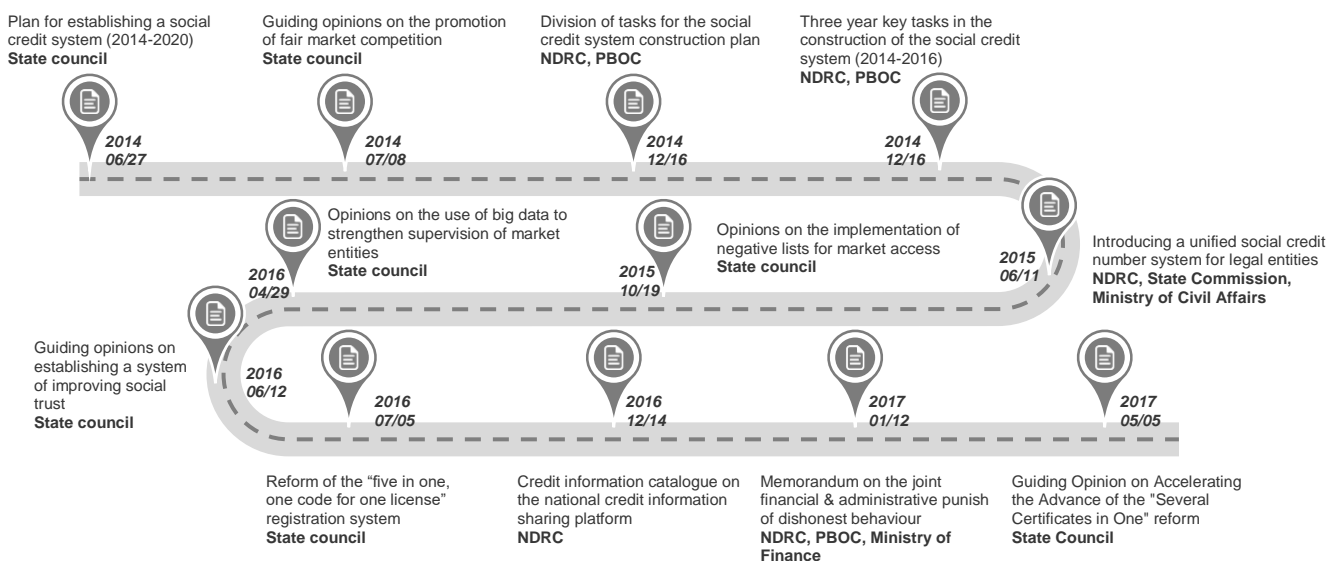 Plan for establishing a social
credit system (2014-2020)
State council
2014
06/27
Guiding opinions on the promotion
of fair market competition
State council
2014
07/08
Division of tasks for the social
credit system construction plan
NDRC, PBOC
2014
12/16
Three year key tasks in the
construction of the social credit
system (2014-2016)
NDRC, PBOC
2014
12/16
Introducing a unified social credit
number system for legal entities
NDRC, State Commission,
Ministry of Civil Affairs
2015
06/11
Opinions on the implementation of
negative lists for market access
State council
2015
10/19
Opinions on the use of big data to
strengthen supervision of market
entities
State council
2016
04/29
Guiding opinions on
establishing a system
of improving social
trust
State council
2016
06/12
2016
07/05
Reform of the “five in one,
one code for one license”
registration system
State council
2016
12/14
Credit information catalogue on
the national credit information
sharing platform
NDRC
2017
01/12
Memorandum on the joint
financial & administrative punish
of dishonest behaviour
NDRC, PBOC, Ministry of
Finance
2017
05/05
Guiding Opinion on Accelerating
the Advance of the "Several
Certificates in One" reform
State Council